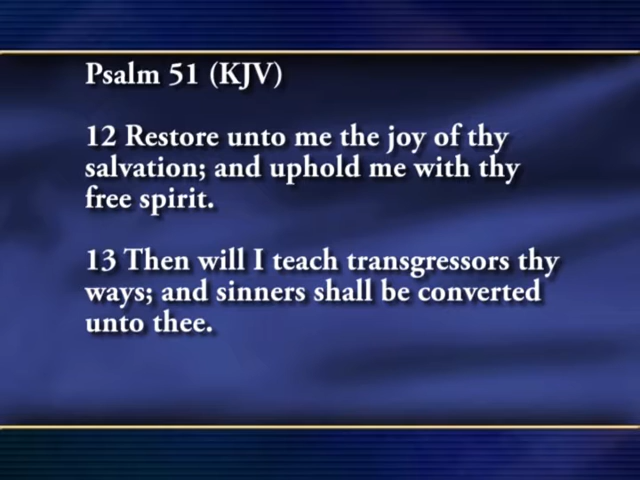 Psalm 51 (KJV)
12 Restore unto me the joy of thy
salvation; and uphold me with thy
free spirit.
13 Then will I teach transgressors thy
ways; and sinners shall be converted
unto thee.